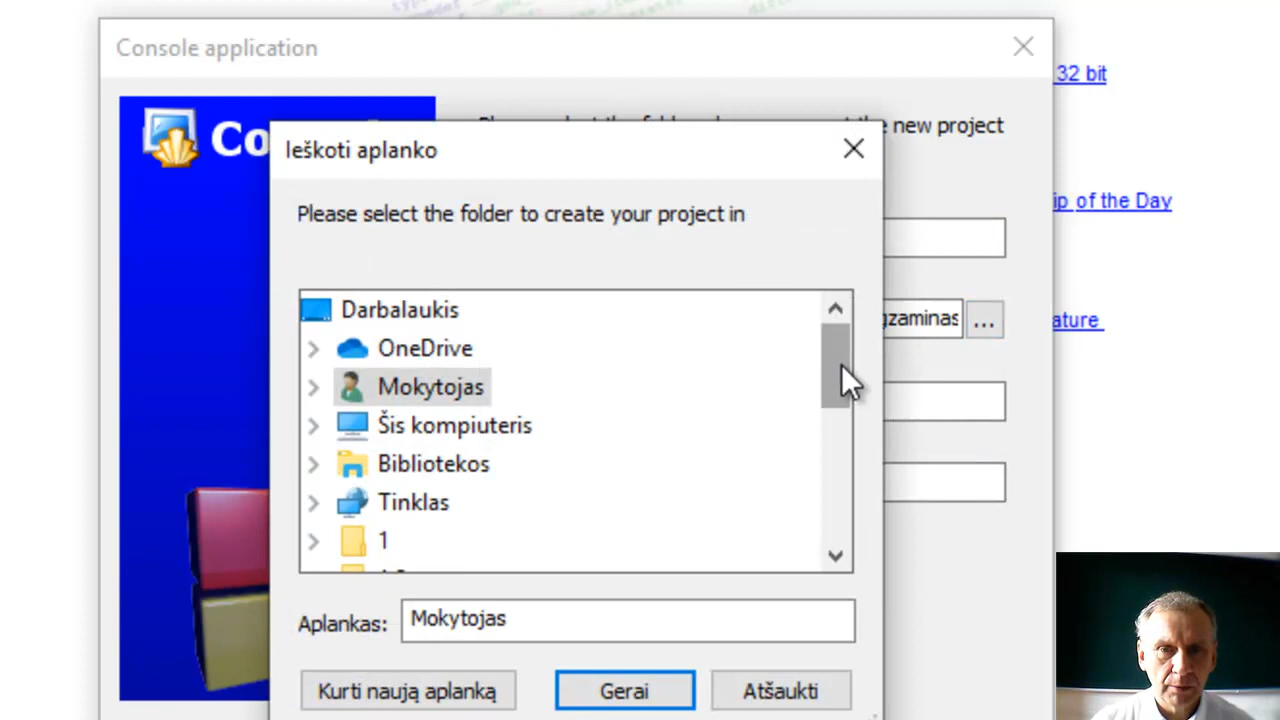 Console application
32 bit
Co
the new project
Ieškoti aplanko
Please select the folder to create your project in
ip of the Day
Darbalaukis
OneDrive
gzaminas
...
ature
Mokytojas
Šis kompiuteris
Bibliotekos
Tinklas
1
Aplankas:
Mokytojas
Kurti naują aplanką
Gerai
Atšaukti